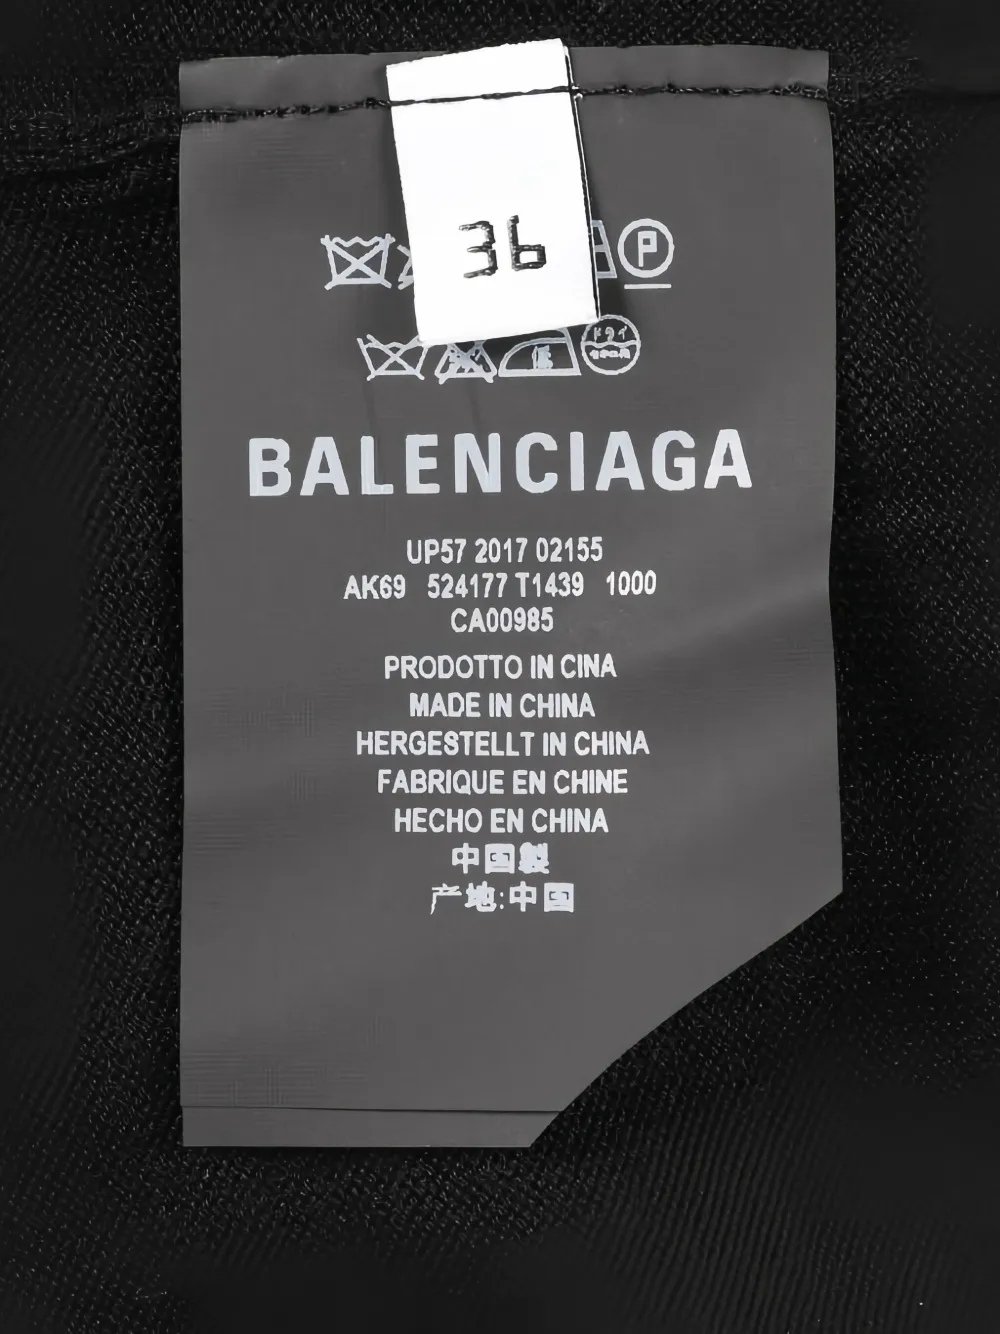 36
P
BALENCIAGA
UP57 2017 02155
AK69 524177 T1439 1000
CA00985
PRODOTTO IN CINA
MADE IN CHINA
HERGESTELLT IN CHINA
FABRIQUE EN CHINE
HECHO EN CHINA
中国製
产地:中国